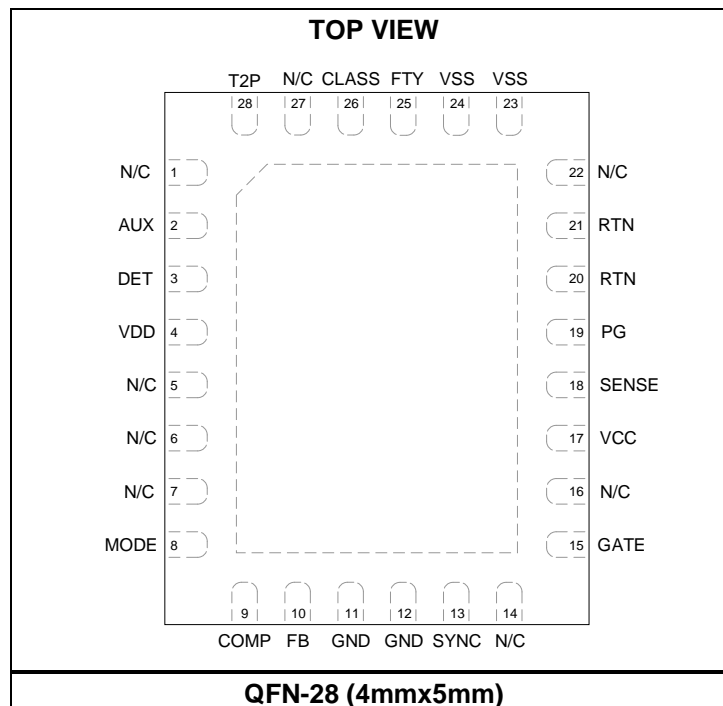 TOP VIEW
T2P N/C CLASS FTY VSS VSS
28 27 26 25 24 23
N/C 1 22 N/C
AUX 2 21 RTN
DET 3 20 RTN
VDD 4 19 PG
N/C 5 18 SENSE
N/C 6 17 VCC
N/C 7 16 N/C
MODE 8 15 GATE
9 10 11 12 13 14
COMP FB GND GND SYNC N/C
QFN-28 (4mmx5mm)